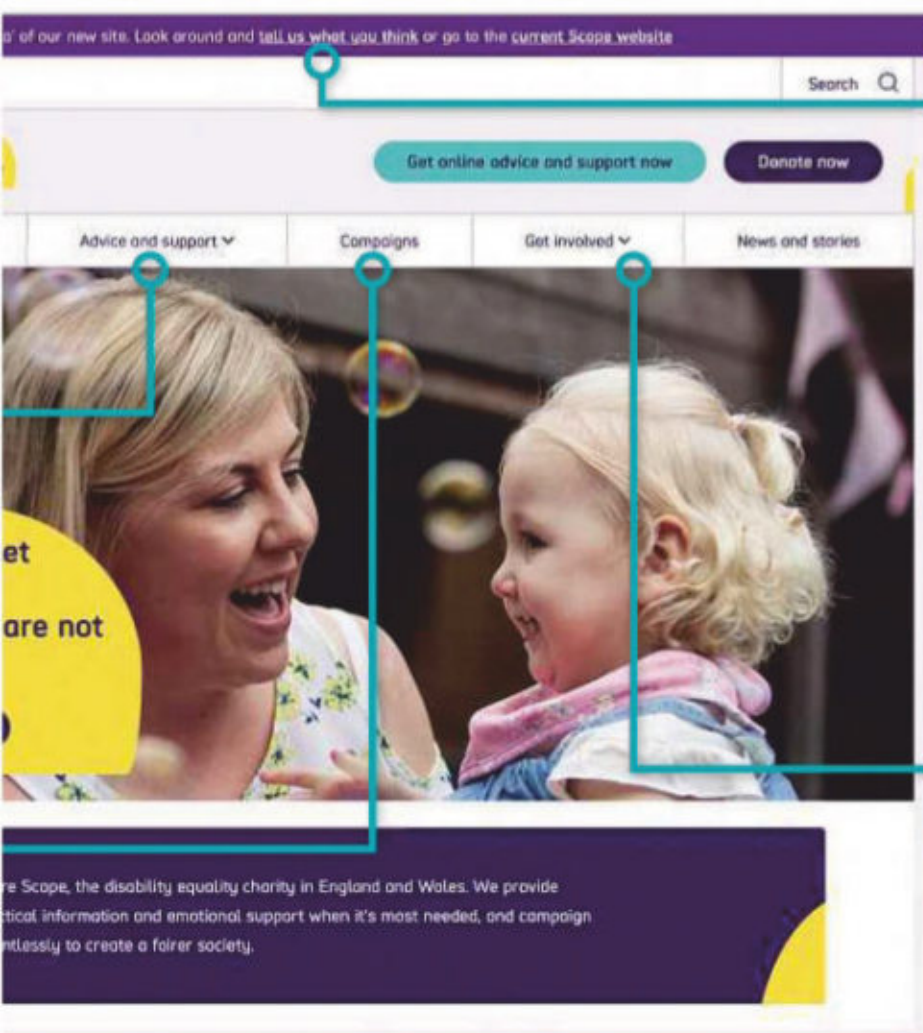 of our new site. Look around and tell us what you think or go to the current Scope website
Search
Get online advice and support now
Donate now
Advice and support
Campaigns
Get involved
News and stories
et
are not
re Scope, the disability equality charity in England and Wales. We provide
tical information and emotional support when it's most needed, and campaign
ntlessly to create a fairer society.